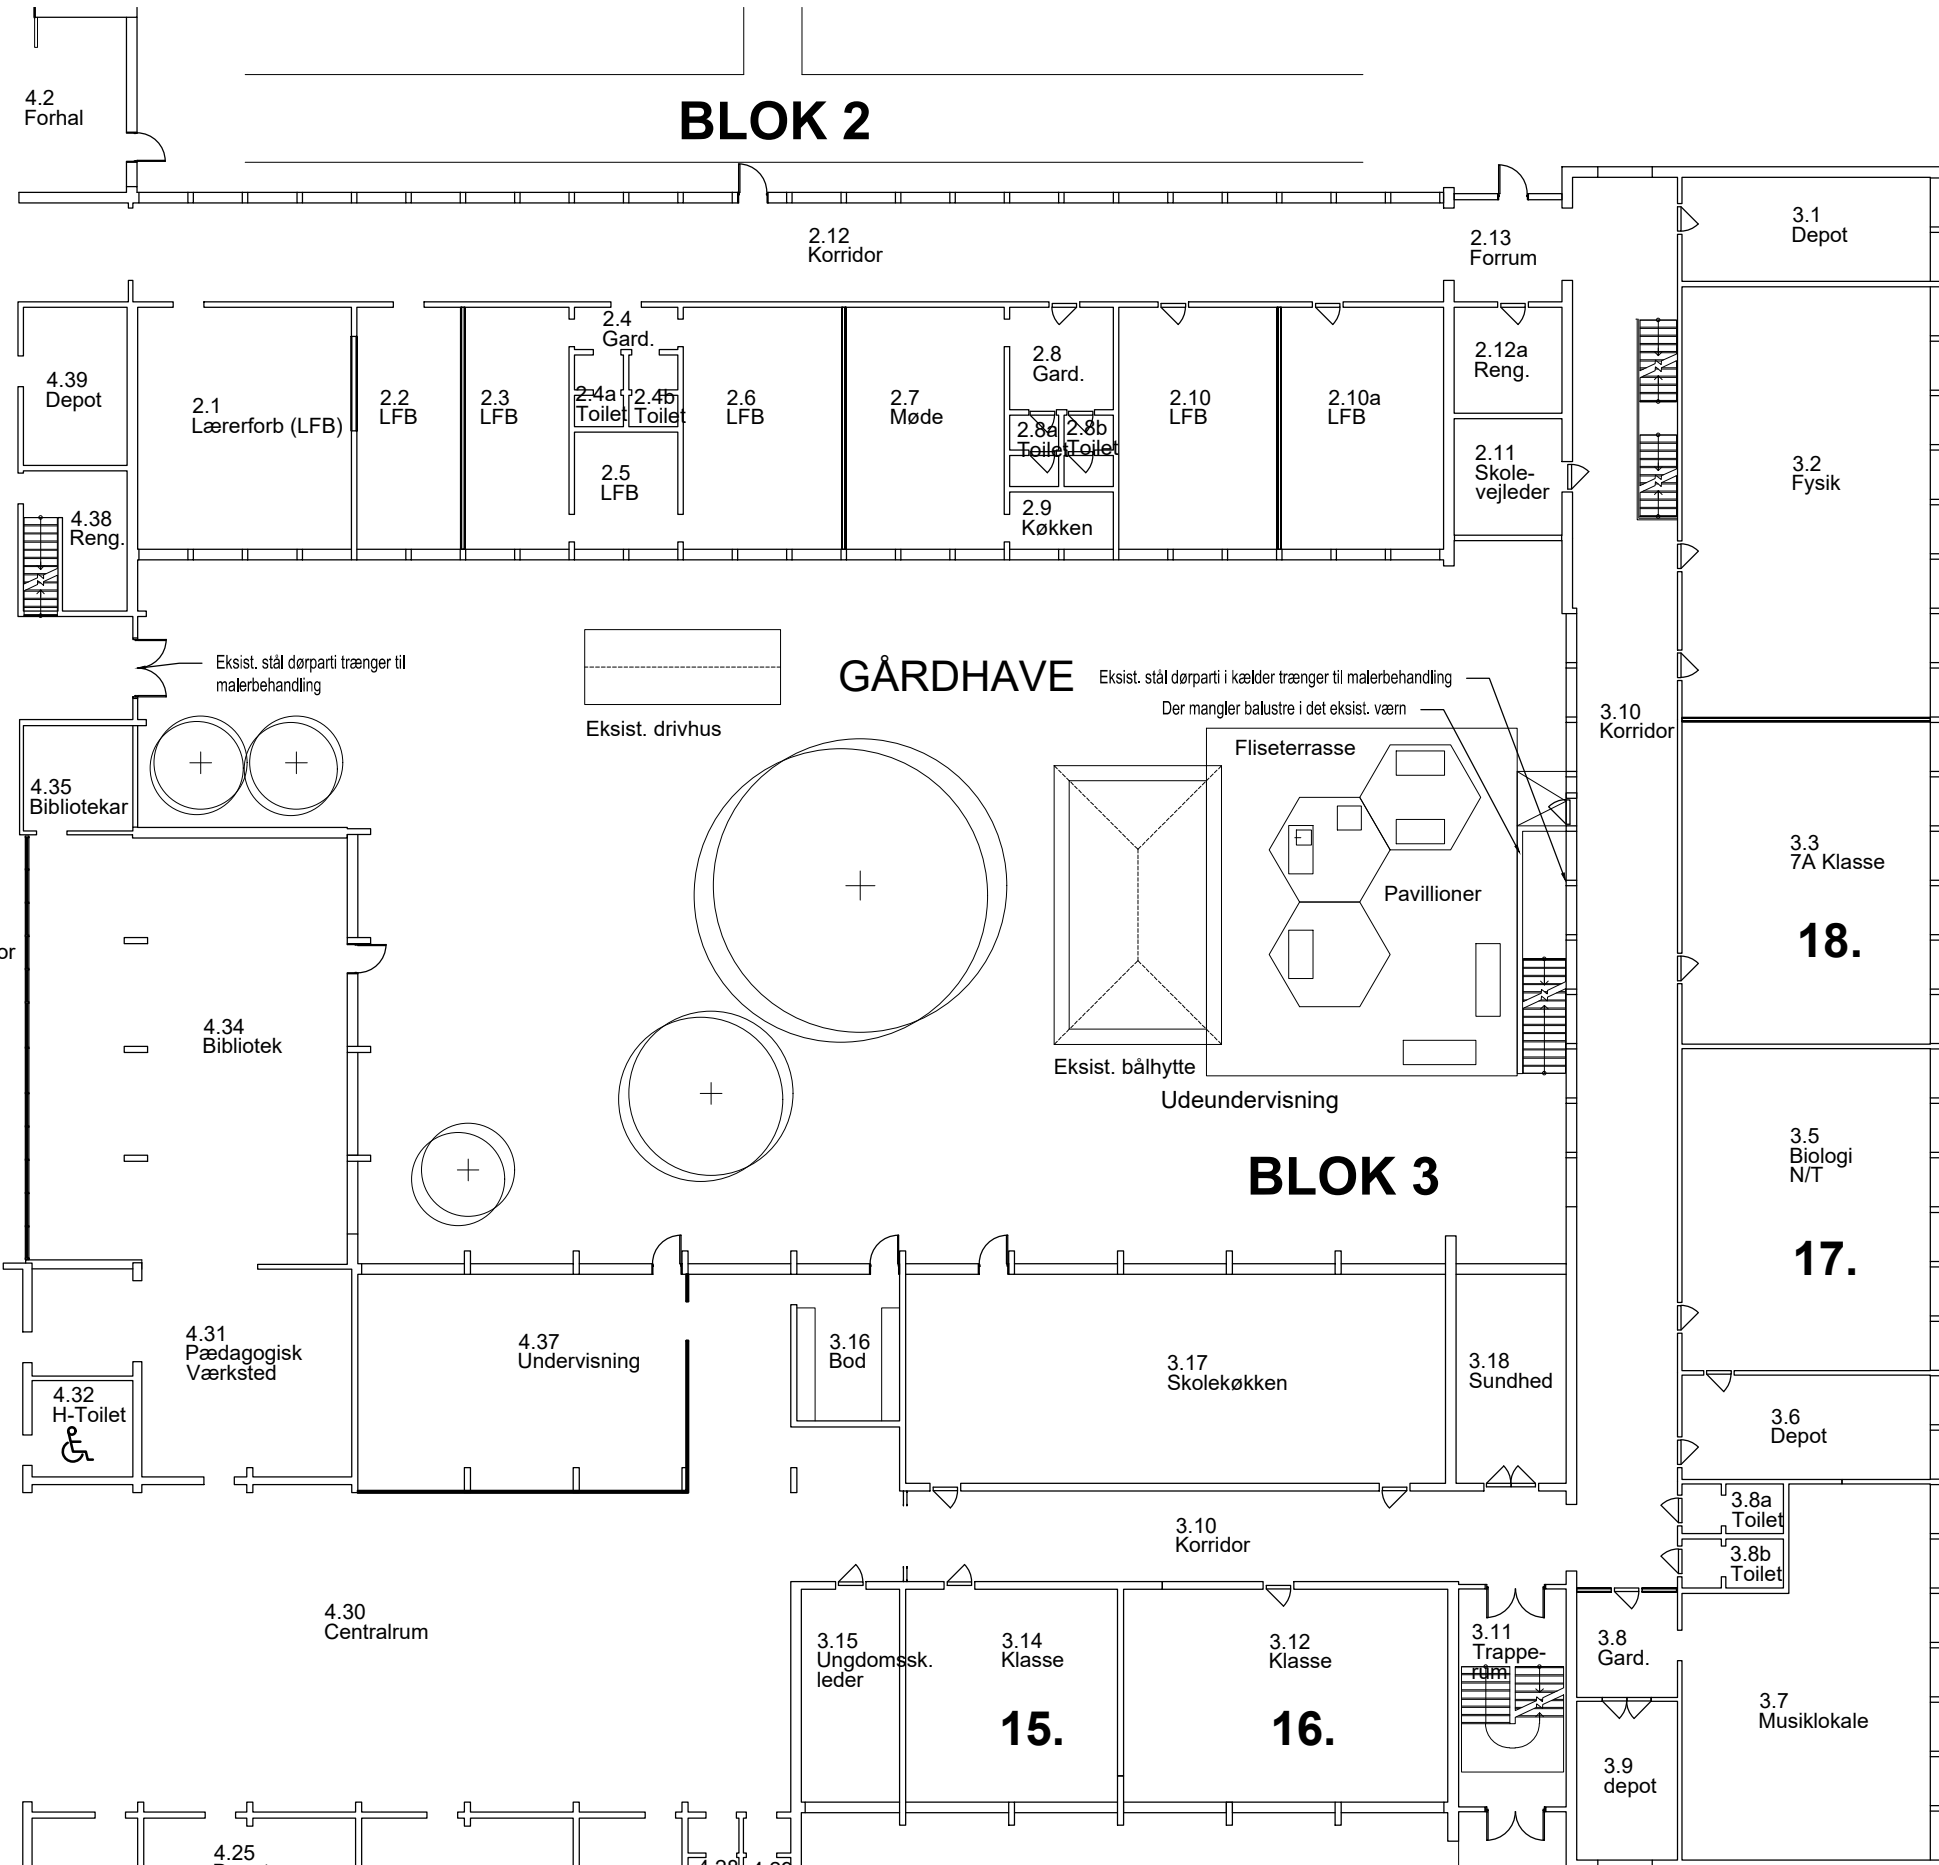 4.2
Forhal
BLOK 2
2.12
Korridor
2.13
Forrum
3.1
Depot
4.39
Depot
2.1
Lærerforb (LFB)
2.2
LFB
2.3
LFB
2.4
Gard.
2.4a
Toilet
2.4b
Toilet
2.5
LFB
2.6
LFB
2.7
Møde
2.8
Gard.
2.8a
Toilet
2.8b
Toilet
2.9
Køkken
2.10
LFB
2.10a
LFB
2.12a
Reng.
2.11
Skole-
vejleder
3.2
Fysik
4.38
Reng.
Eksist. stål dørparti trænger til
malerbehandling
Eksist. drivhus
GÅRDHAVE
Eksist. stål dørparti i kælder trænger til malerbehandling
Der mangler balustre i det eksist. værn
Fliseterrasse
3.10
Korridor
4.35
Bibliotekar
Pavillioner
3.3
7A Klasse
18.
or
4.34
Bibliotek
Eksist. bålhytte
Udeundervisning
BLOK 3
3.5
Biologi
N/T
17.
4.31
Pædagogisk
Værksted
4.37
Undervisning
3.16
Bod
3.17
Skolekøkken
3.18
Sundhed
4.32
H-Toilet
3.6
Depot
3.10
Korridor
3.8a
Toilet
3.8b
Toilet
4.30
Centralrum
3.15
Ungdomssk.
leder
3.14
Klasse
15.
3.12
Klasse
16.
3.11
Trappe-
rum
3.8
Gard.
3.7
Musiklokale
3.9
depot
4.25